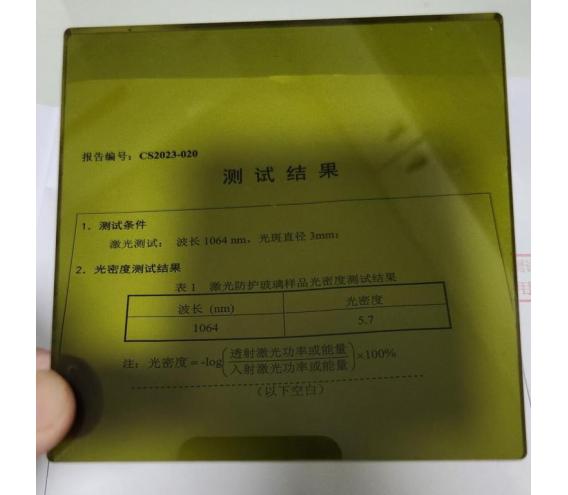 报告编号：CS2023-020
测 试 结 果
1．测试条件
激光测试：波长 1064 nm，光斑直径 3mm；
2．光密度测试结果
表 1 激光防护玻璃样品光密度测试结果
波长 (nm) 光密度
1064 5.7
注：光密度 = -log(透射激光功率或能量/入射激光功率或能量)×100%
(以下空白)